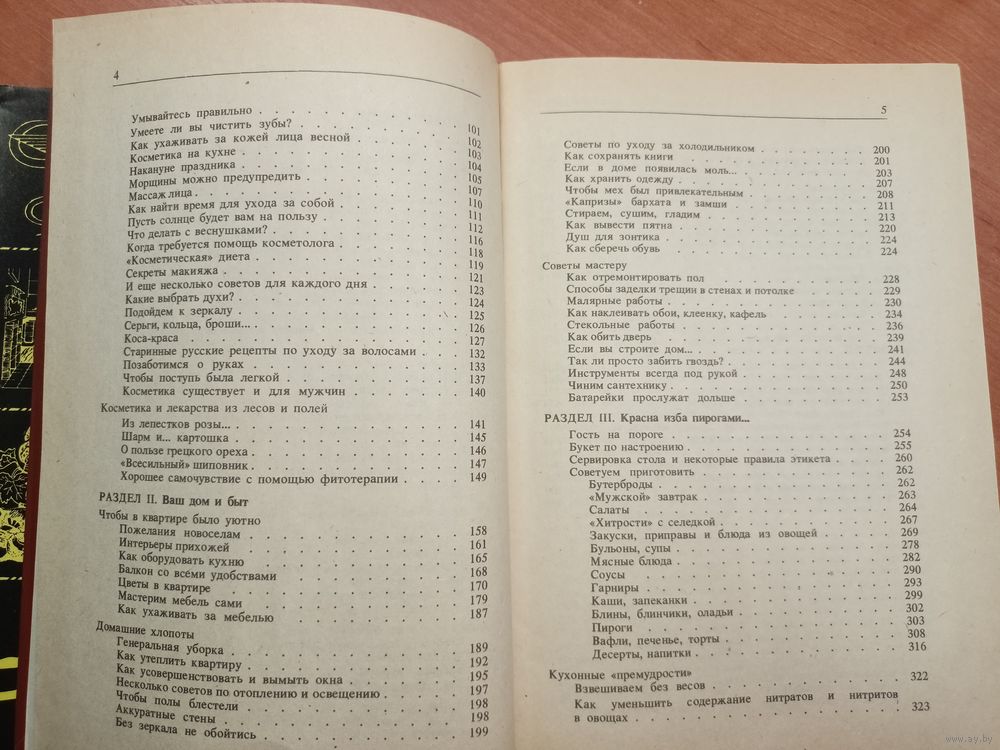 4
Умывайтесь правильно . . . . . . . . 101
Умеете ли вы чистить зубы? . . . . . . . . 102
Как ухаживать за кожей лица весной . . . . . . 103
Косметика на кухне . . . . . . . . 104
Накануне праздника . . . . . . . . 105
Морщины можно предупредить . . . . . . . 107
Массаж лица . . . . . . . . . 110
Как найти время для ухода за собой . . . . . . 111
Пусть солнце будет вам на пользу . . . . . . 112
Что делать с веснушками? . . . . . . . 116
Когда требуется помощь косметолога . . . . . . 118
«Косметическая» диета . . . . . . . . 119
Секреты макияжа . . . . . . . . 121
И еще несколько советов для каждого дня . . . . . 123
Какие выбрать духи? . . . . . . . . 124
Подойдем к зеркалу . . . . . . . . 125
Серьги, кольца, броши... . . . . . . . . 126
Коса-краса . . . . . . . . . 127
Старинные русские рецепты по уходу за волосами . . . 132
Позаботимся о руках . . . . . . . . 133
Чтобы поступь была легкой . . . . . . . 137
Косметика существует и для мужчин . . . . . 140
Косметика и лекарства из лесов и полей
Из лепестков розы... . . . . . . . . 141
Шарм и... картошка . . . . . . . . 145
О пользе грецкого ореха . . . . . . . 146
«Всесильный» шиповник . . . . . . . . 147
Хорошее самочувствие с помощью фитотерапии . . . . 149
РАЗДЕЛ II. Ваш дом и быт
Чтобы в квартире было уютно
Пожелания новоселам . . . . . . . . 158
Интерьеры прихожей . . . . . . . . 161
Как оборудовать кухню . . . . . . . . 165
Балкон со всеми удобствами . . . . . . . 168
Цветы в квартире . . . . . . . . 170
Мастерим мебель сами . . . . . . . . 179
Как ухаживать за мебелью . . . . . . . 187
Домашние хлопоты
Генеральная уборка . . . . . . . . 189
Как утеплить квартиру . . . . . . . . 192
Как усовершенствовать и вымыть окна . . . . . 195
Несколько советов по отоплению и освещению . . . . 197
Чтобы полы блестели . . . . . . . . 198
Аккуратные стены . . . . . . . . 198
Без зеркала не обойтись . . . . . . . 199
5
Советы по уходу за холодильником . . . . . . 200
Как сохранять книги . . . . . . . . 201
Если в доме появилась моль... . . . . . . . 203
Как хранить одежду . . . . . . . . 207
Чтобы мех был привлекательным . . . . . . 208
«Капризы» бархата и замши . . . . . . . 211
Стираем, сушим, гладим . . . . . . . 213
Как вывести пятна . . . . . . . . 220
Душ для зонтика . . . . . . . . 224
Как сберечь обувь . . . . . . . . 224
Советы мастеру
Как отремонтировать пол . . . . . . . 228
Способы заделки трещин в стенах и потолке . . . . 229
Малярные работы . . . . . . . . 230
Как наклеивать обои, клеенку, кафель . . . . . 234
Стекольные работы . . . . . . . . 236
Как обить дверь . . . . . . . . 239
Если вы строите дом... . . . . . . . . 241
Так ли просто забить гвоздь? . . . . . . . 244
Инструменты всегда под рукой . . . . . . . 248
Чиним сантехнику . . . . . . . . 250
Батарейки прослужат дольше . . . . . . . 253
РАЗДЕЛ III. Красна изба пирогами...
Гость на пороге . . . . . . . . 254
Букет по настроению . . . . . . . . 255
Сервировка стола и некоторые правила этикета . . . . 260
Советуем приготовить . . . . . . . . 262
Бутерброды . . . . . . . . 262
«Мужской» завтрак . . . . . . . 263
Салаты . . . . . . . . . 264
«Хитрости» с селедкой . . . . . . . 267
Закуски, приправы и блюда из овощей . . . . 269
Бульоны, супы . . . . . . . . 278
Мясные блюда . . . . . . . . 282
Соусы . . . . . . . . . 290
Гарниры . . . . . . . . . 293
Каши, запеканки . . . . . . . . 299
Блины, блинчики, оладьи . . . . . . . 302
Пироги . . . . . . . . . 303
Вафли, печенье, торты . . . . . . . 308
Десерты, напитки . . . . . . . . 316
Кухонные «премудрости»
Взвешиваем без весов . . . . . . . . 322
Как уменьшить содержание нитратов и нитритов
в овощах . . . . . . . . . 323
www.ay.by